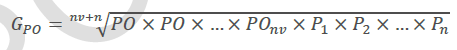 G_PO = ^{nv+n}√(PO × PO × … × PO_nv × P_1 × P_2 × … × P_n)